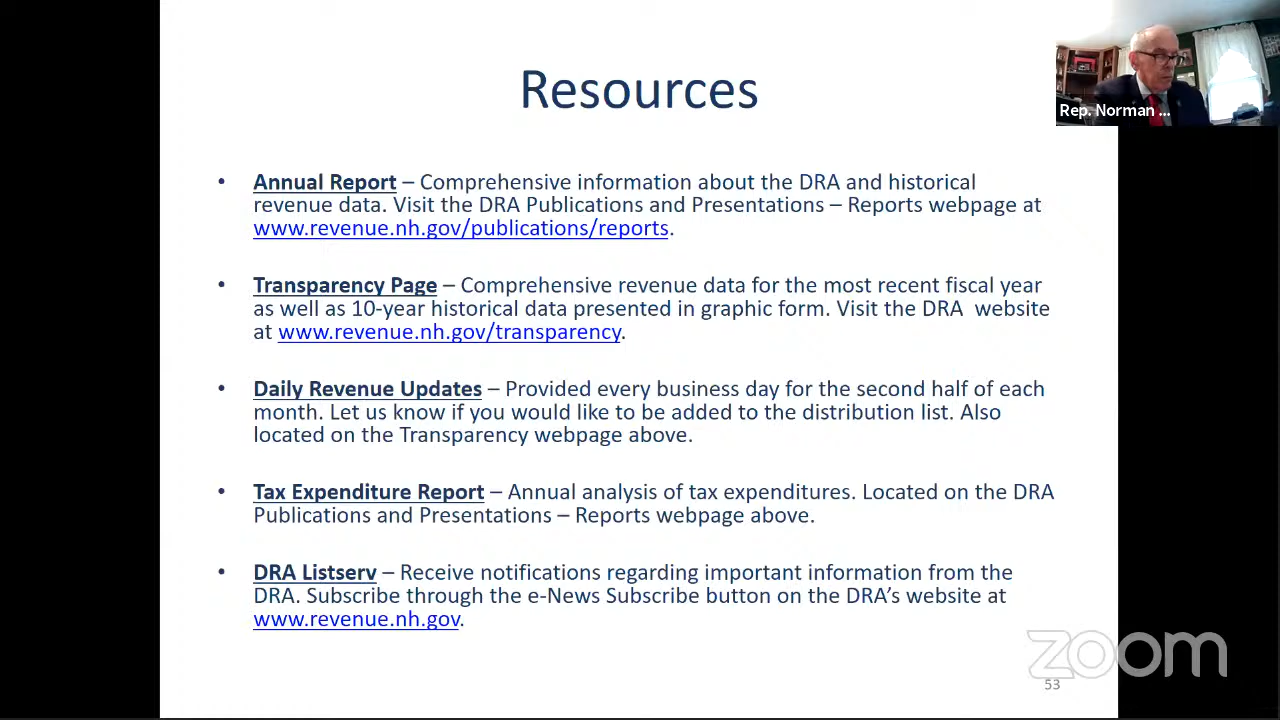 Resources
Rep. Norman ...
• Annual Report – Comprehensive information about the DRA and historical
revenue data. Visit the DRA Publications and Presentations – Reports webpage at
www.revenue.nh.gov/publications/reports.
• Transparency Page – Comprehensive revenue data for the most recent fiscal year
as well as 10-year historical data presented in graphic form. Visit the DRA  website
at www.revenue.nh.gov/transparency.
• Daily Revenue Updates – Provided every business day for the second half of each
month. Let us know if you would like to be added to the distribution list. Also
located on the Transparency webpage above.
• Tax Expenditure Report – Annual analysis of tax expenditures. Located on the DRA
Publications and Presentations – Reports webpage above.
• DRA Listserv – Receive notifications regarding important information from the
DRA. Subscribe through the e-News Subscribe button on the DRA’s website at
www.revenue.nh.gov.
zoom
53